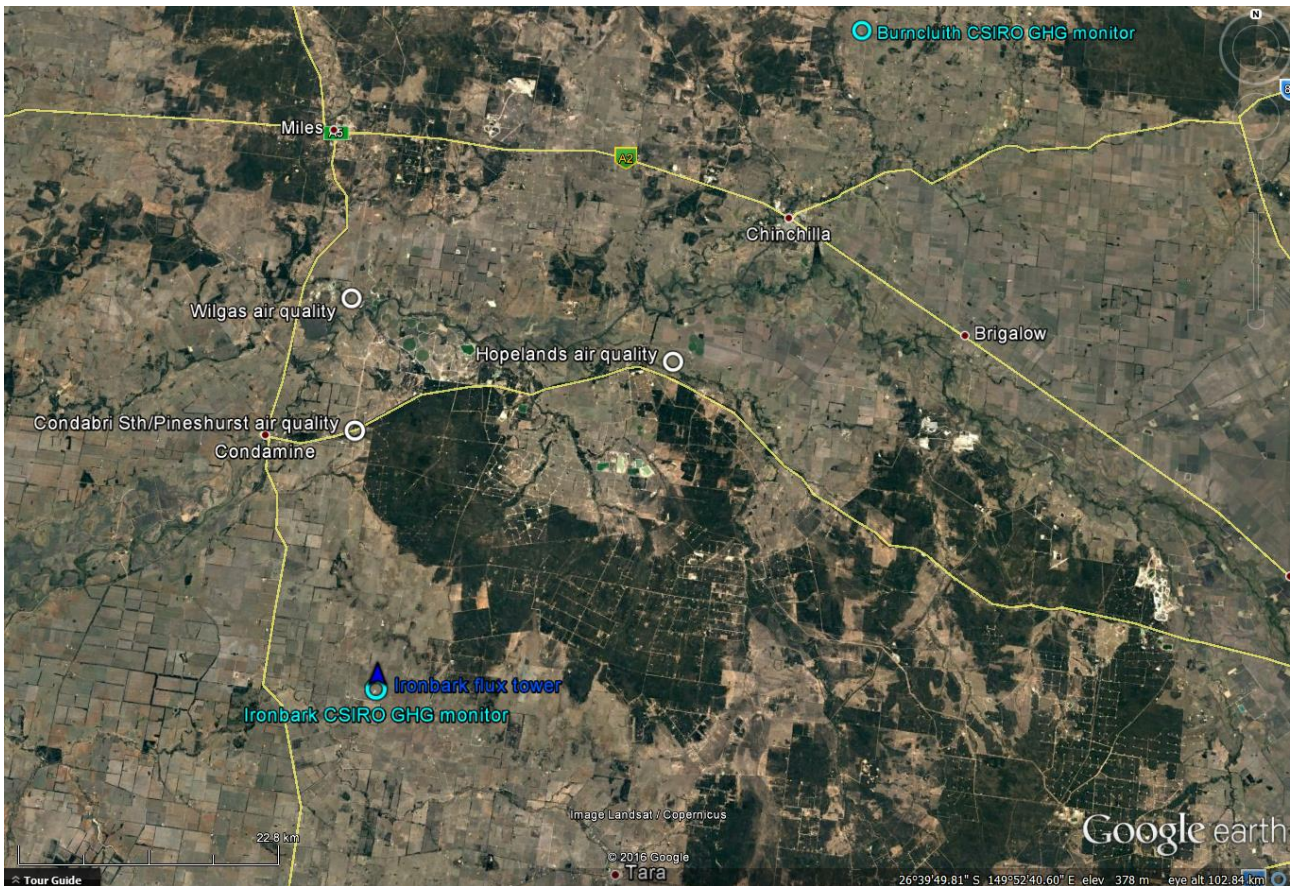 N
Burncluith CSIRO GHG monitor
8
Miles
A5
A2
Chinchilla
Wilgas air quality
Brigalow
Hopelands air quality
Condabri Sth/Pineshurst air quality
Condamine
Ironbark flux tower
Ironbark CSIRO GHG monitor
Image Landsat / Copernicus
Google earth
22.8 km
© 2016 Google
Tara
Tour Guide
26°39'49.81" S 149°52'40.60" E elev 378 m eye alt 102.84 km